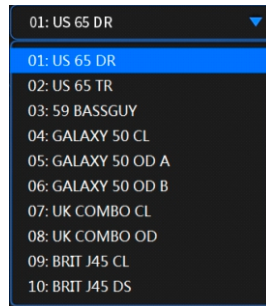 01: US 65 DR
01: US 65 DR
02: US 65 TR
03: 59 BASSGUY
04: GALAXY 50 CL
05: GALAXY 50 OD A
06: GALAXY 50 OD B
07: UK COMBO CL
08: UK COMBO OD
09: BRIT J45 CL
10: BRIT J45 DS